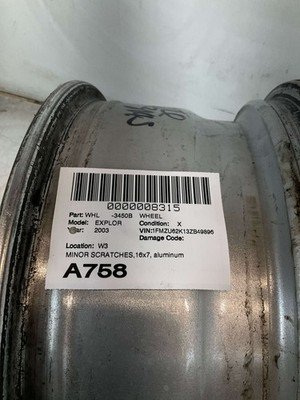 0000008315
Part: WHL -3450B WHEEL
Model: EXPLOR Condition: X
Year: 2003 VIN:1FMZU62K13ZB49896
Damage Code:
Location: W3
MINOR SCRATCHES,16x7, aluminum
A758